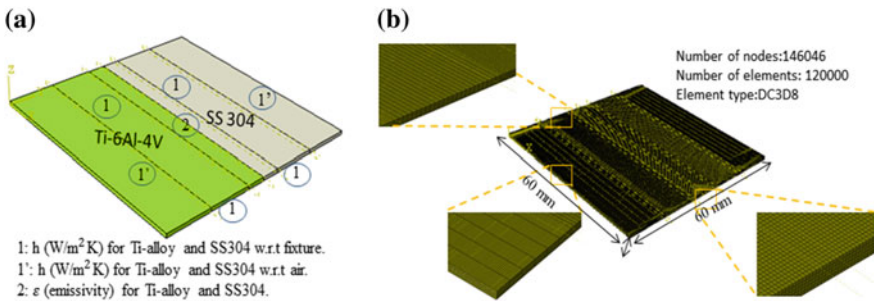 (a)
1
1'
SS 304
1
2
Ti-6Al-4V
1'
1
1
1: h (W/m² K) for Ti-alloy and SS304 w.r.t fixture.
1': h (W/m² K) for Ti-alloy and SS304 w.r.t air.
2: ε (emissivity) for Ti-alloy and SS304.
(b)
Number of nodes:146046
Number of elements: 120000
Element type:DC3D8
60 mm
60 mm